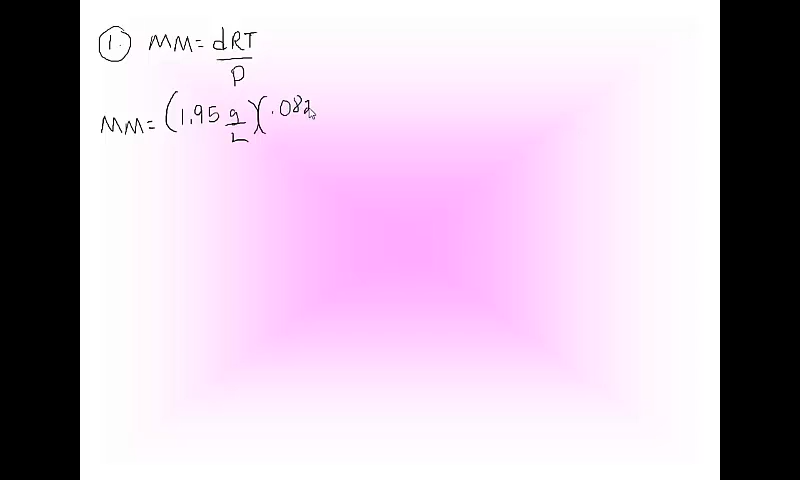 1. MM = dRT
P
MM = (1.95 g/L)(.082